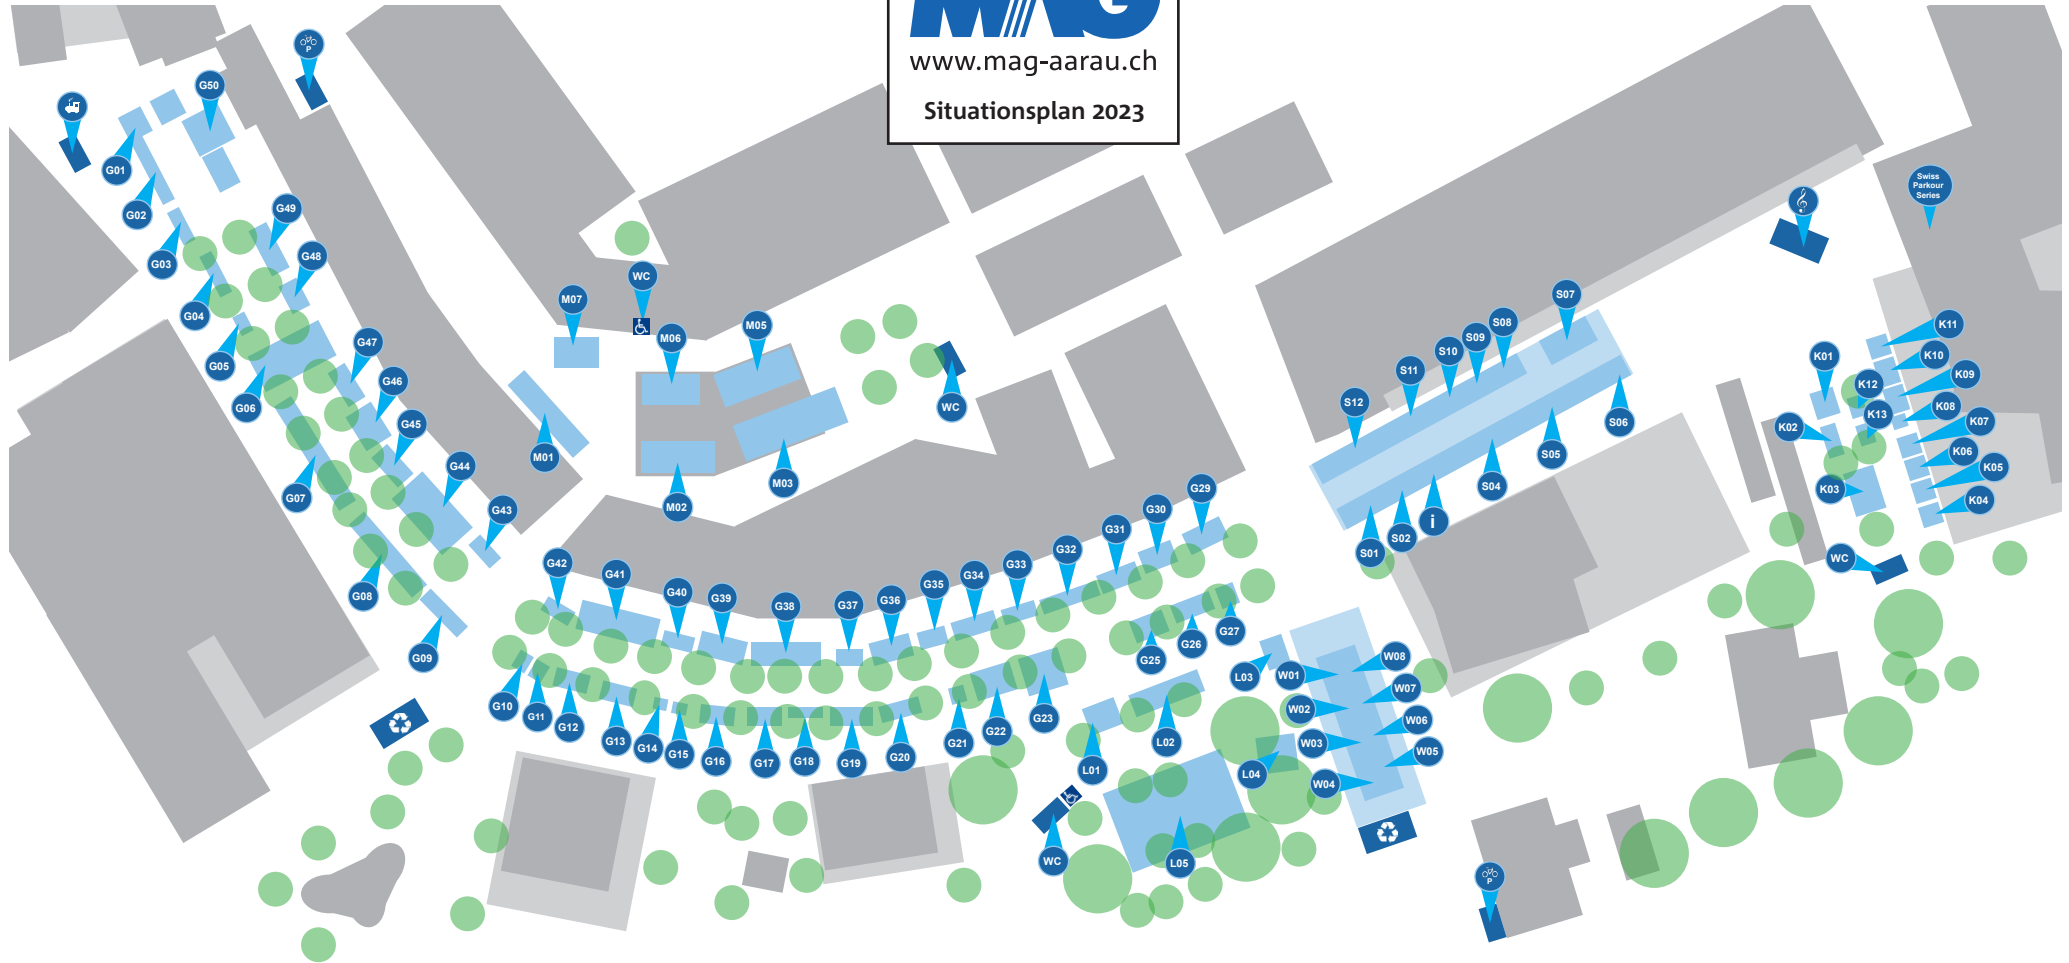 MAG
www.mag-aarau.ch
Situationsplan 2023
P
G50
G01
G02
G49
G03
G48
G04
G47
G05
G46
G06
G45
G44
G07
G43
G08
G09
WC
M07
M06
M05
WC
M01
M03
M02
G42
G41
G40
G39
G38
G37
G36
G35
G34
G33
G32
G31
G30
G29
G10
G11
G12
G13
G14
G15
G16
G17
G18
G19
G20
G21
G22
G23
G25
G26
G27
L03
L01
L02
L04
L05
WC
S12
S11
S10
S09
S08
S07
S06
S05
S04
i
S02
S01
W01
W02
W03
W04
W08
W07
W06
W05
P
Swiss
Parkour
Series
K11
K01
K10
K12
K09
K13
K08
K02
K07
K06
K05
K03
K04
WC